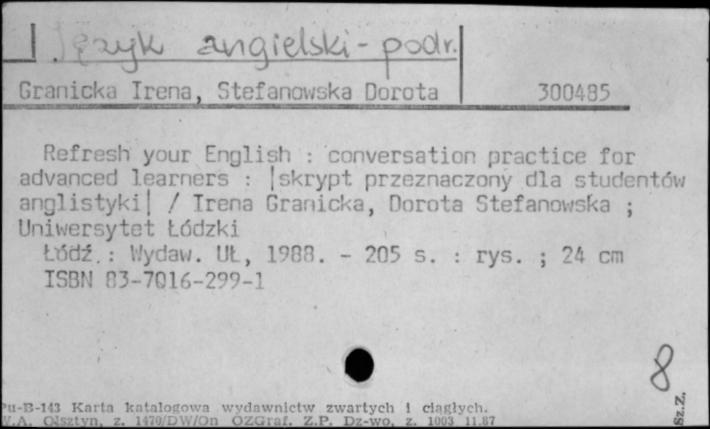 Język angielski - podr.
Granicka Irena, Stefanowska Dorota 300485
Refresh your English : conversation practice for
advanced learners : |skrypt przeznaczony dla studentów
anglistyki| / Irena Granicka, Dorota Stefanowska ;
Uniwersytet Łódzki
Łódź : Wydaw. UŁ, 1988. - 205 s. : rys. ; 24 cm
ISBN 83-7016-299-1
8
Pu-B-143 Karta katalogowa wydawnictw zwartych i ciągłych.
W.A. Olsztyn, z. 1470/DW/On OZGraf. Z.P. Dz-wo, z. 1003 11.87
Sz.Z.